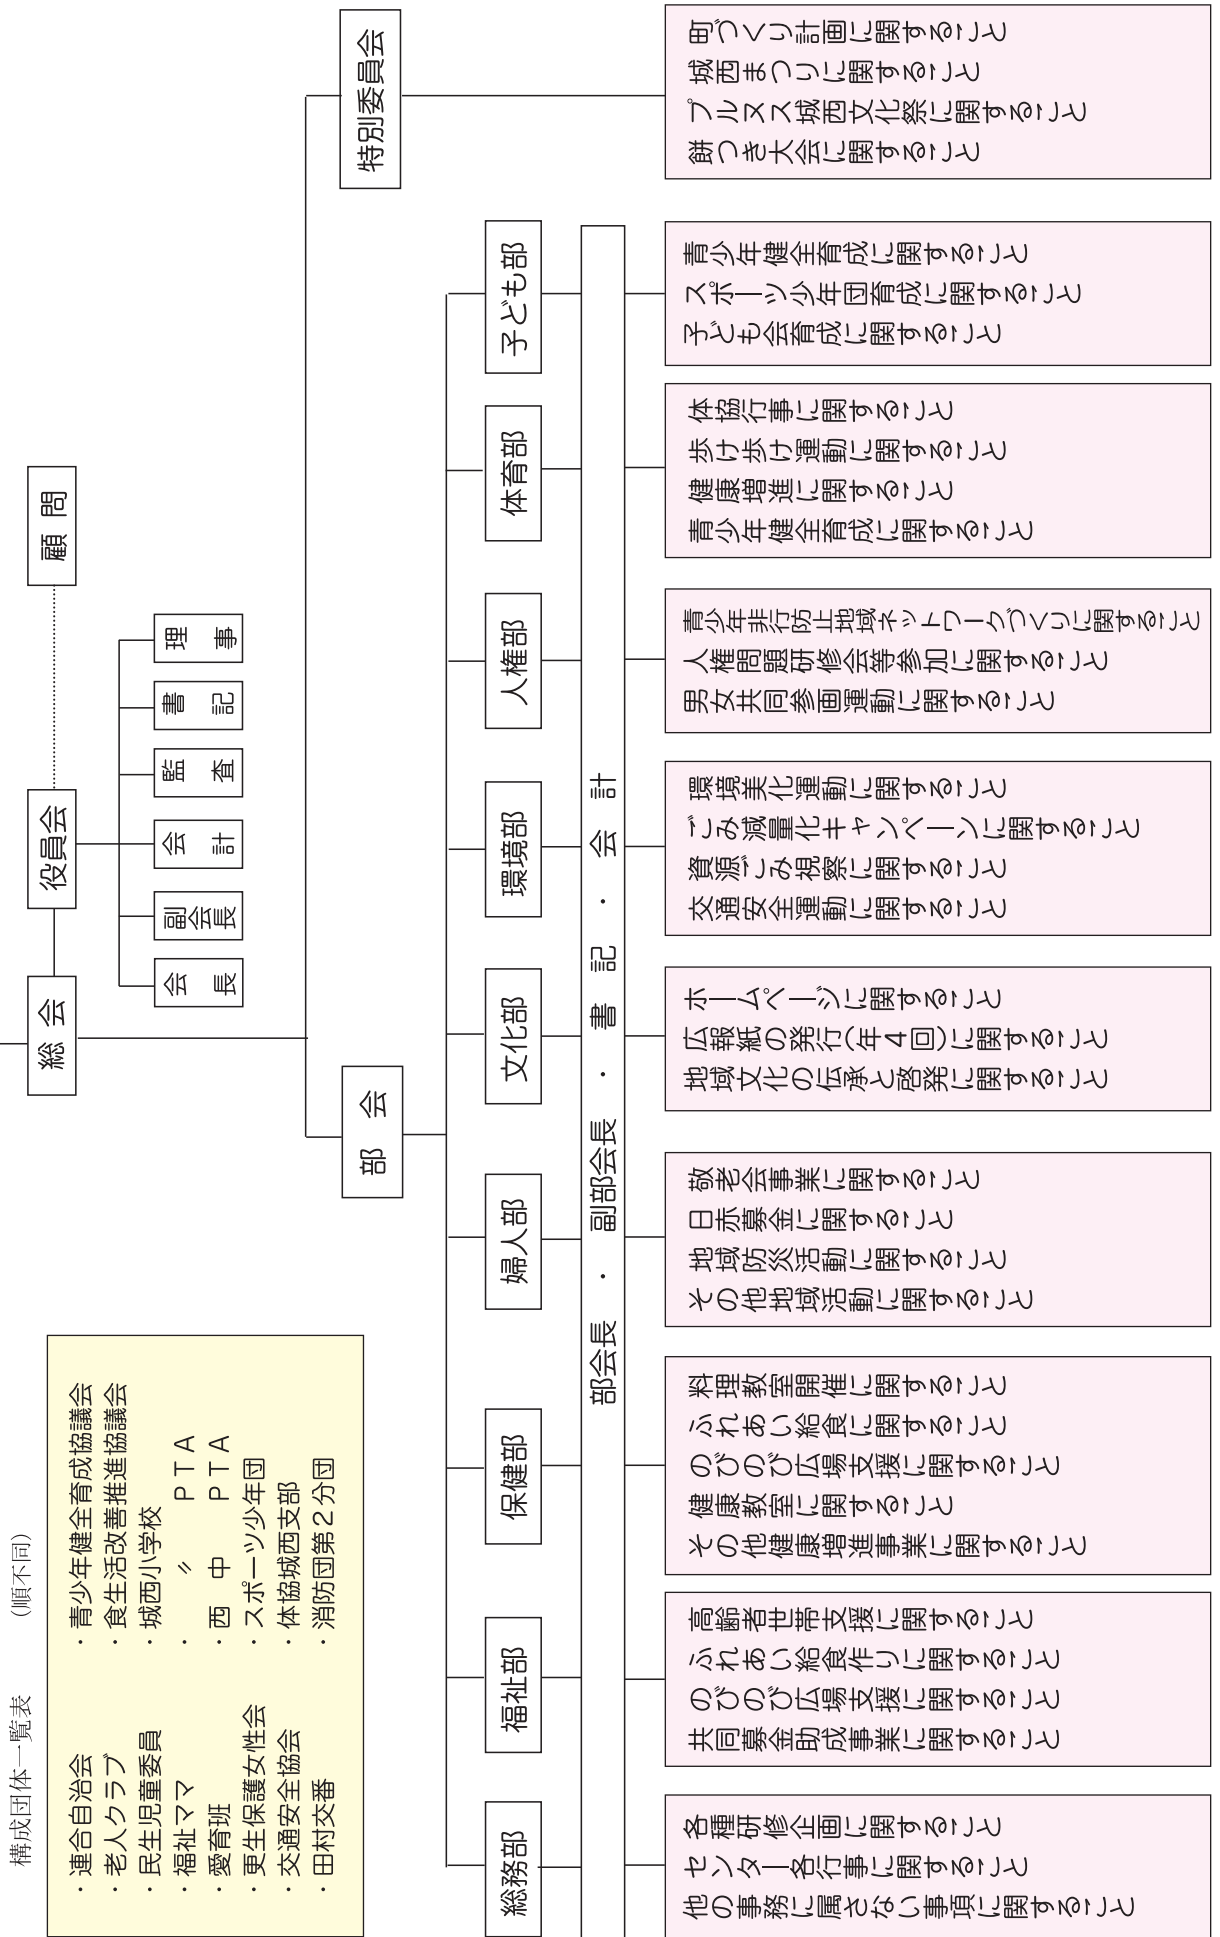 構成団体一覧表　　（順不同）
・連合自治会
・老人クラブ
・民生児童委員
・福祉ママ
・愛育班
・更生保護女性会
・交通安全協会
・田村交番
・青少年健全育成協議会
・食生活改善推進協議会
・城西小学校
・　〃　PTA
・西　中　PTA
・スポーツ少年団
・体協城西支部
・消防団第２分団
総　会
役員会
顧　問
会　長
副会長
会　計
監　査
書　記
理　事
部　会
特別委員会
総務部
福祉部
保健部
婦人部
文化部
環境部
人権部
体育部
子ども部
部会長　・　副部会長　・　書　記　・　会　計
各種研修企画に関すること
センター各行事に関すること
他の事務に属さない事項に関すること
高齢者世帯支援に関すること
ふれあい給食作りに関すること
のびのび広場支援に関すること
共同募金助成事業に関すること
料理教室開催に関すること
ふれあい給食に関すること
のびのび広場支援に関すること
健康教室に関すること
その他健康増進事業に関すること
敬老会事業に関すること
日赤募金に関すること
地域防災活動に関すること
その他地域活動に関すること
ホームページに関すること
広報紙の発行（年４回）に関すること
地域文化の伝承と啓発に関すること
環境美化運動に関すること
ごみ減量化キャンペーンに関すること
資源ごみ視察に関すること
交通安全運動に関すること
青少年非行防止地域ネットワークづくりに関すること
人権問題研修会等参加に関すること
男女共同参画運動に関すること
体協行事に関すること
歩け歩け運動に関すること
健康増進に関すること
青少年健全育成に関すること
青少年健全育成に関すること
スポーツ少年団育成に関すること
子ども会育成に関すること
町づくり計画に関すること
城西まつりに関すること
プルヌス城西文化祭に関すること
餅つき大会に関すること